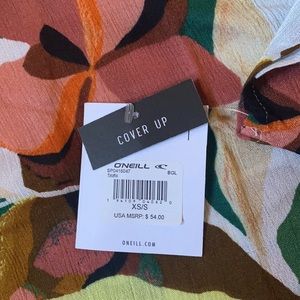 COVER UP
O'NEILL
SP0416047 BGL
XS/S
USA MSRP: $ 54.00
ONEILL.COM